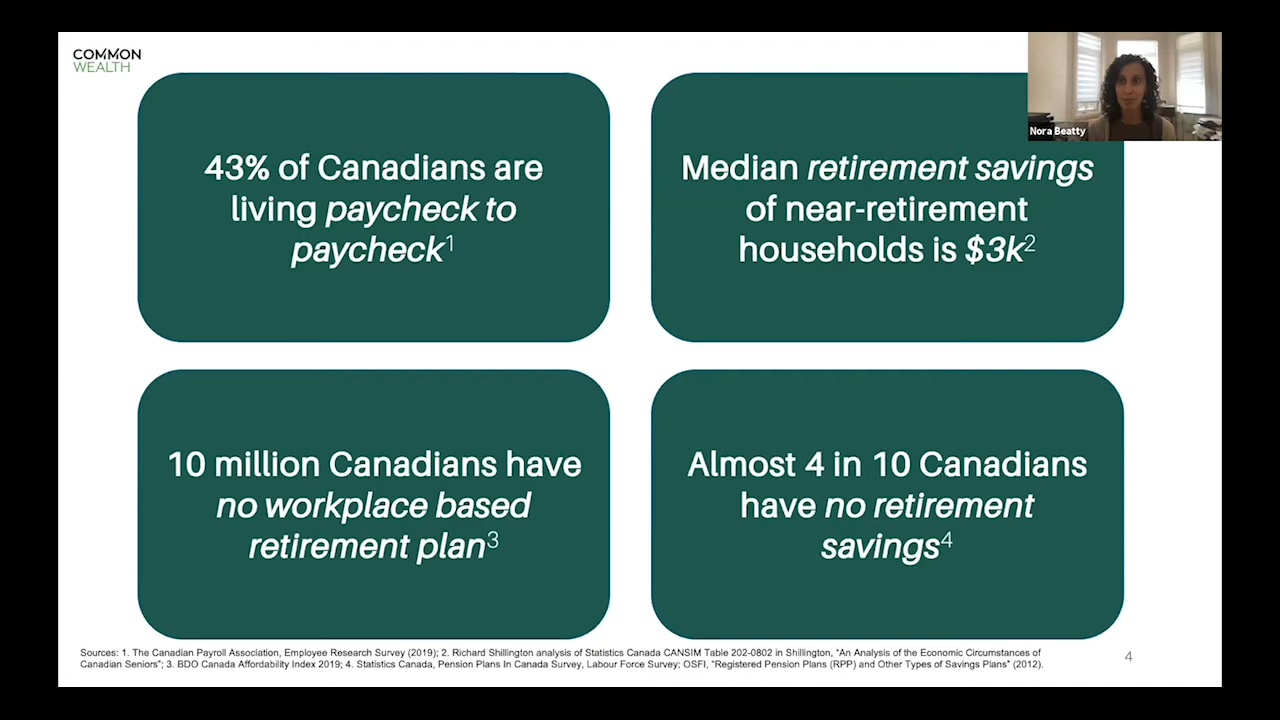 COMMON
WEALTH
43% of Canadians are
living paycheck to
paycheck1
Median retirement savings
of near-retirement
households is $3k2
Nora Beatty
10 million Canadians have
no workplace based
retirement plan3
Almost 4 in 10 Canadians
have no retirement
savings4
Sources: 1. The Canadian Payroll Association, Employee Research Survey (2019); 2. Richard Shillington analysis of Statistics Canada CANSIM Table 202-0802 in Shillington, "An Analysis of the Economic Circumstances of
Canadian Seniors"; 3. BDO Canada Affordability Index 2019; 4. Statistics Canada, Pension Plans In Canada Survey, Labour Force Survey; OSFI, "Registered Pension Plans (RPP) and Other Types of Savings Plans" (2012).
4